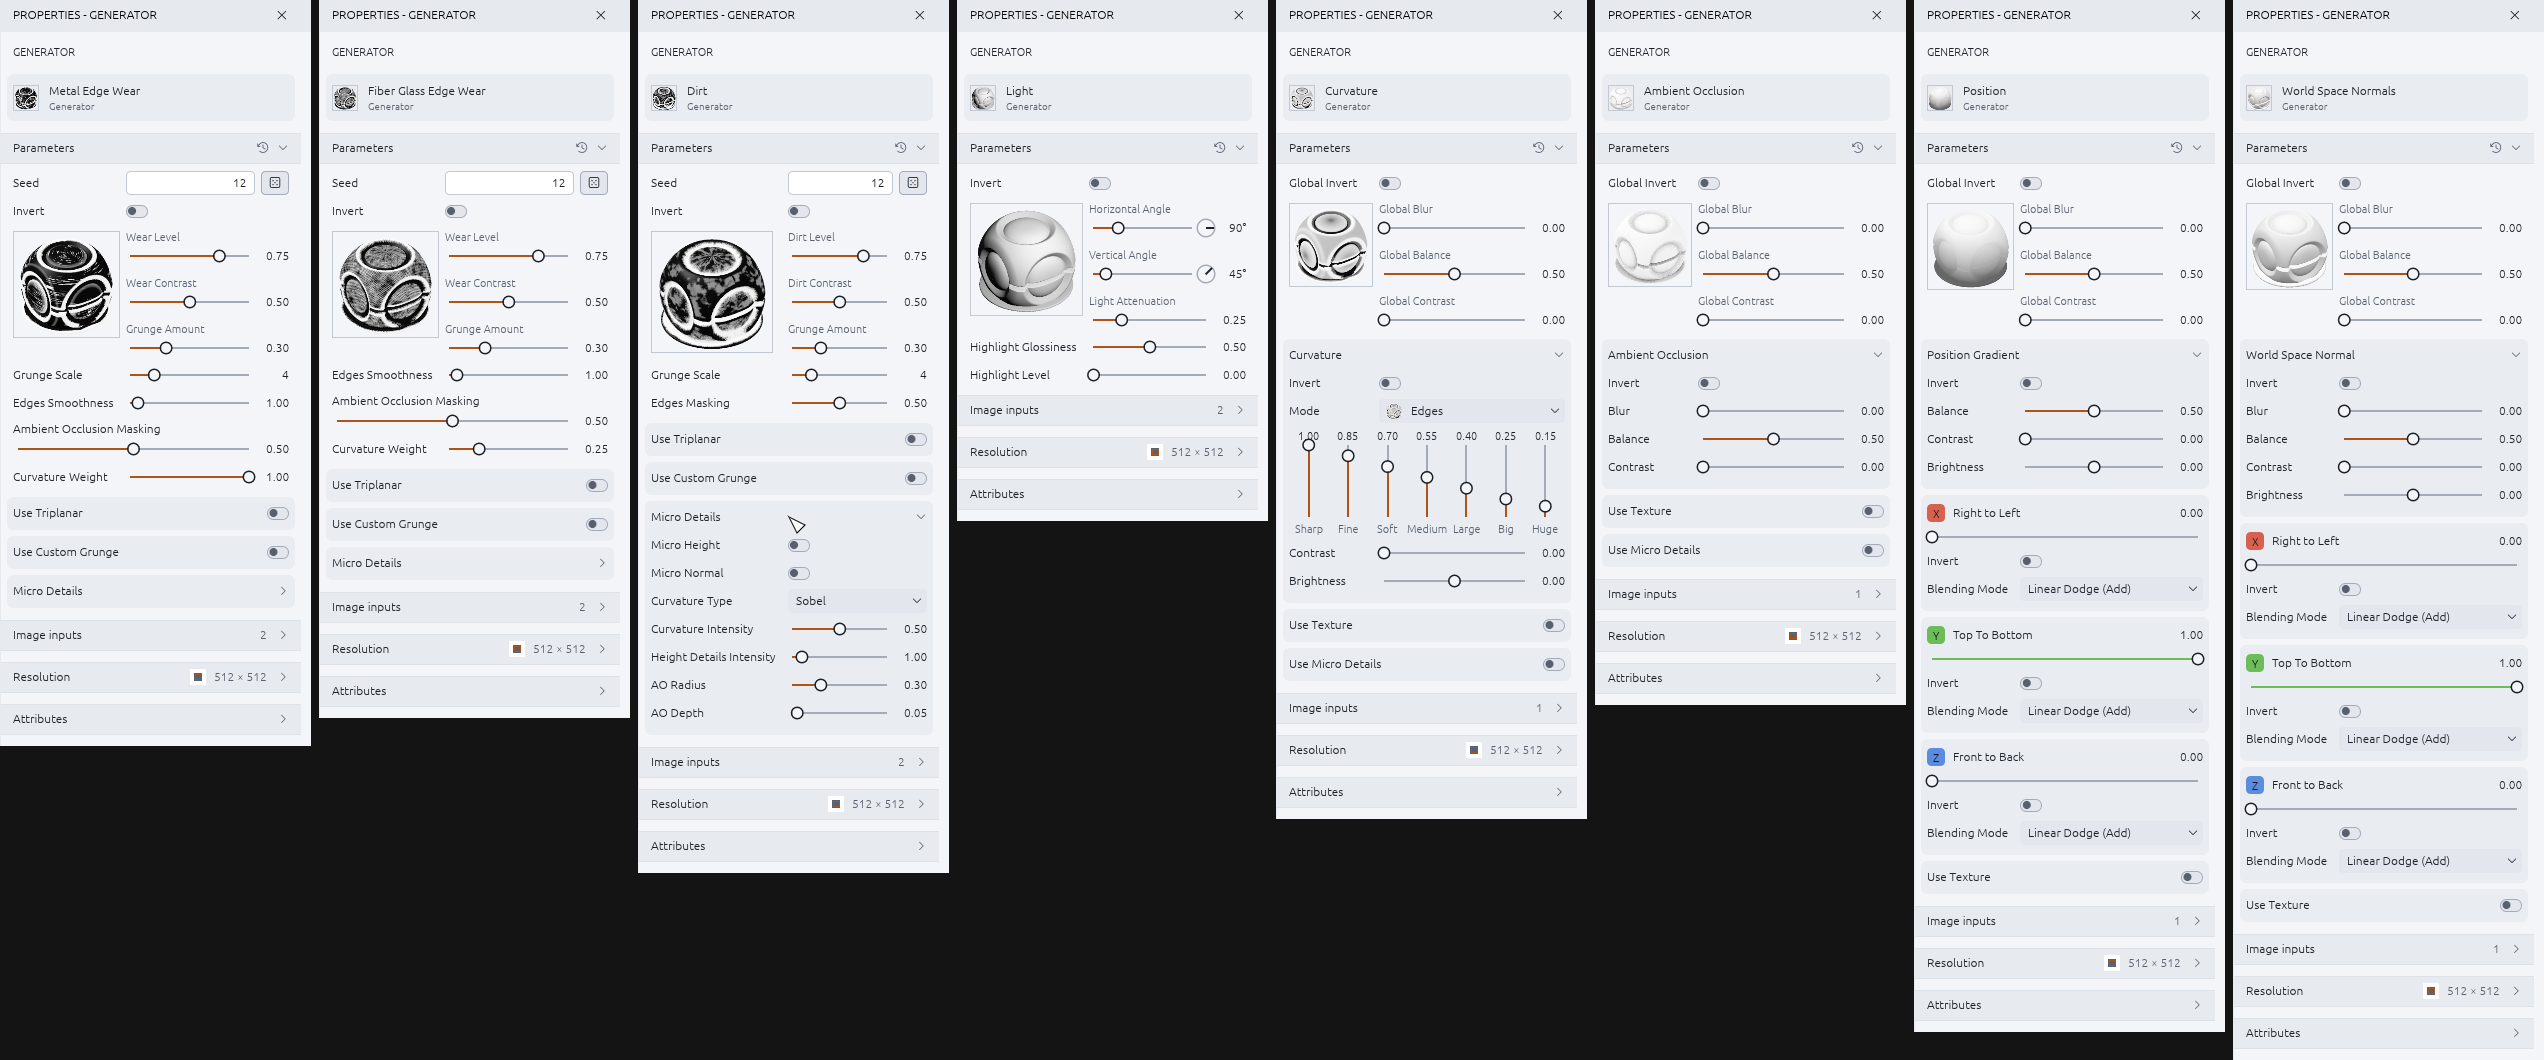 PROPERTIES - GENERATOR
GENERATOR
Metal Edge Wear
Generator
Parameters
Seed 12
Invert
Wear Level
0.75
Wear Contrast
0.50
Grunge Amount
0.30
Grunge Scale 4
Edges Smoothness 1.00
Ambient Occlusion Masking
0.50
Curvature Weight 1.00
Use Triplanar
Use Custom Grunge
Micro Details
Image inputs 2
Resolution 512 × 512
Attributes
PROPERTIES - GENERATOR
GENERATOR
Fiber Glass Edge Wear
Generator
Parameters
Seed 12
Invert
Wear Level
0.75
Wear Contrast
0.50
Grunge Amount
0.30
Edges Smoothness 1.00
Ambient Occlusion Masking
0.50
Curvature Weight 0.25
Use Triplanar
Use Custom Grunge
Micro Details
Image inputs 2
Resolution 512 × 512
Attributes
PROPERTIES - GENERATOR
GENERATOR
Dirt
Generator
Parameters
Seed 12
Invert
Dirt Level
0.75
Dirt Contrast
0.50
Grunge Amount
0.30
Grunge Scale 4
Edges Masking 0.50
Use Triplanar
Use Custom Grunge
Micro Details
Micro Height
Micro Normal
Curvature Type Sobel
Curvature Intensity 0.50
Height Details Intensity 1.00
AO Radius 0.30
AO Depth 0.05
Image inputs 2
Resolution 512 × 512
Attributes
PROPERTIES - GENERATOR
GENERATOR
Light
Generator
Parameters
Invert
Horizontal Angle
90°
Vertical Angle
45°
Light Attenuation
0.25
Highlight Glossiness 0.50
Highlight Level 0.00
Image inputs 2
Resolution 512 × 512
Attributes
PROPERTIES - GENERATOR
GENERATOR
Curvature
Generator
Parameters
Global Invert
Global Blur
0.00
Global Balance
0.50
Global Contrast
0.00
Curvature
Invert
Mode Edges
1.00 0.85 0.70 0.55 0.40 0.25 0.15
Sharp Fine Soft Medium Large Big Huge
Contrast 0.00
Brightness 0.00
Use Texture
Use Micro Details
Image inputs 1
Resolution 512 × 512
Attributes
PROPERTIES - GENERATOR
GENERATOR
Ambient Occlusion
Generator
Parameters
Global Invert
Global Blur
0.00
Global Balance
0.50
Global Contrast
0.00
Ambient Occlusion
Invert
Blur 0.00
Balance 0.50
Contrast 0.00
Use Texture
Use Micro Details
Image inputs 1
Resolution 512 × 512
Attributes
PROPERTIES - GENERATOR
GENERATOR
Position
Generator
Parameters
Global Invert
Global Blur
0.00
Global Balance
0.50
Global Contrast
0.00
Position Gradient
Invert
Balance 0.50
Contrast 0.00
Brightness 0.00
X Right to Left 0.00
Invert
Blending Mode Linear Dodge (Add)
Y Top To Bottom 1.00
Invert
Blending Mode Linear Dodge (Add)
Z Front to Back 0.00
Invert
Blending Mode Linear Dodge (Add)
Use Texture
Image inputs 1
Resolution 512 × 512
Attributes
PROPERTIES - GENERATOR
GENERATOR
World Space Normals
Generator
Parameters
Global Invert
Global Blur
0.00
Global Balance
0.50
Global Contrast
0.00
World Space Normal
Invert
Blur 0.00
Balance 0.50
Contrast 0.00
Brightness 0.00
X Right to Left 0.00
Invert
Blending Mode Linear Dodge (Add)
Y Top To Bottom 1.00
Invert
Blending Mode Linear Dodge (Add)
Z Front to Back 0.00
Invert
Blending Mode Linear Dodge (Add)
Use Texture
Image inputs 1
Resolution 512 × 512
Attributes